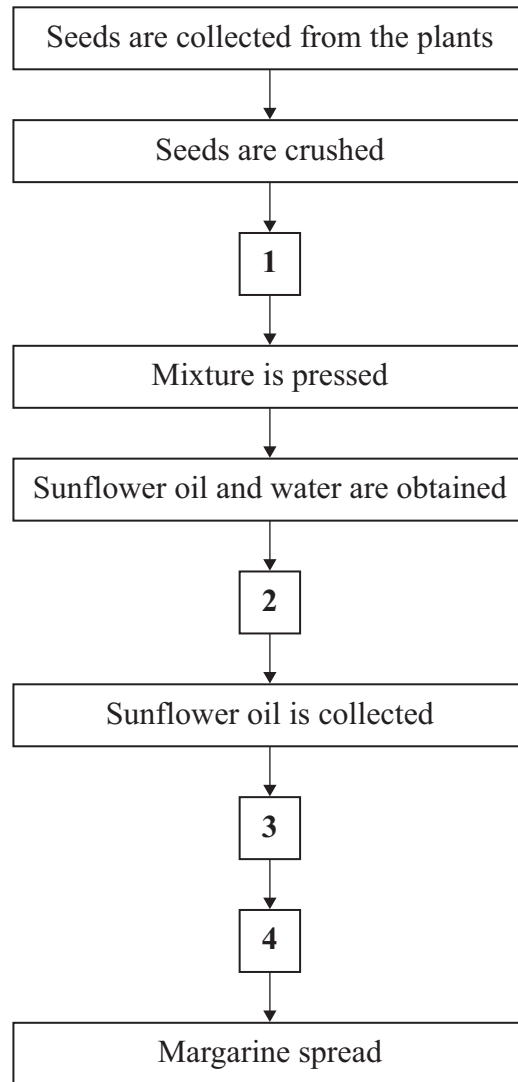 Seeds are collected from the plants
Seeds are crushed
1
Mixture is pressed
Sunflower oil and water are obtained
2
Sunflower oil is collected
3
4
Margarine spread